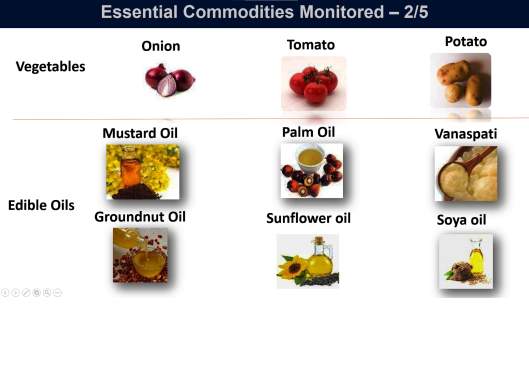 Essential Commodities Monitored – 2/5
Onion
Tomato
Potato
Vegetables
Mustard Oil
Palm Oil
Vanaspati
Edible Oils
Groundnut Oil
Sunflower oil
Soya oil